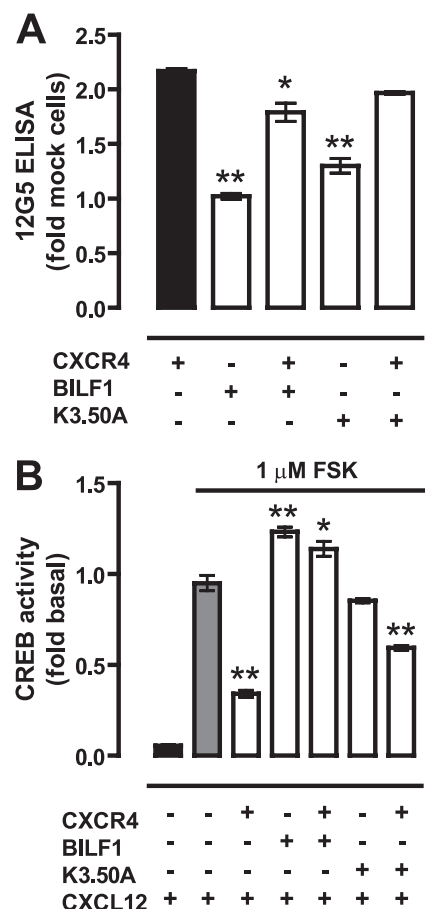 A
12G5 ELISA
(fold mock cells)
2.5
2.0
1.5
1.0
0.5
0.0
** * **
CXCR4 + - + - +
BILF1 - + + - -
K3.50A - - - + +
B
1 μM FSK
CREB activity
(fold basal)
1.5
1.0
0.5
0.0
** ** * **
CXCR4 - - + - + - +
BILF1 - - - + + - -
K3.50A - - - - - + +
CXCL12 + + + + + + +